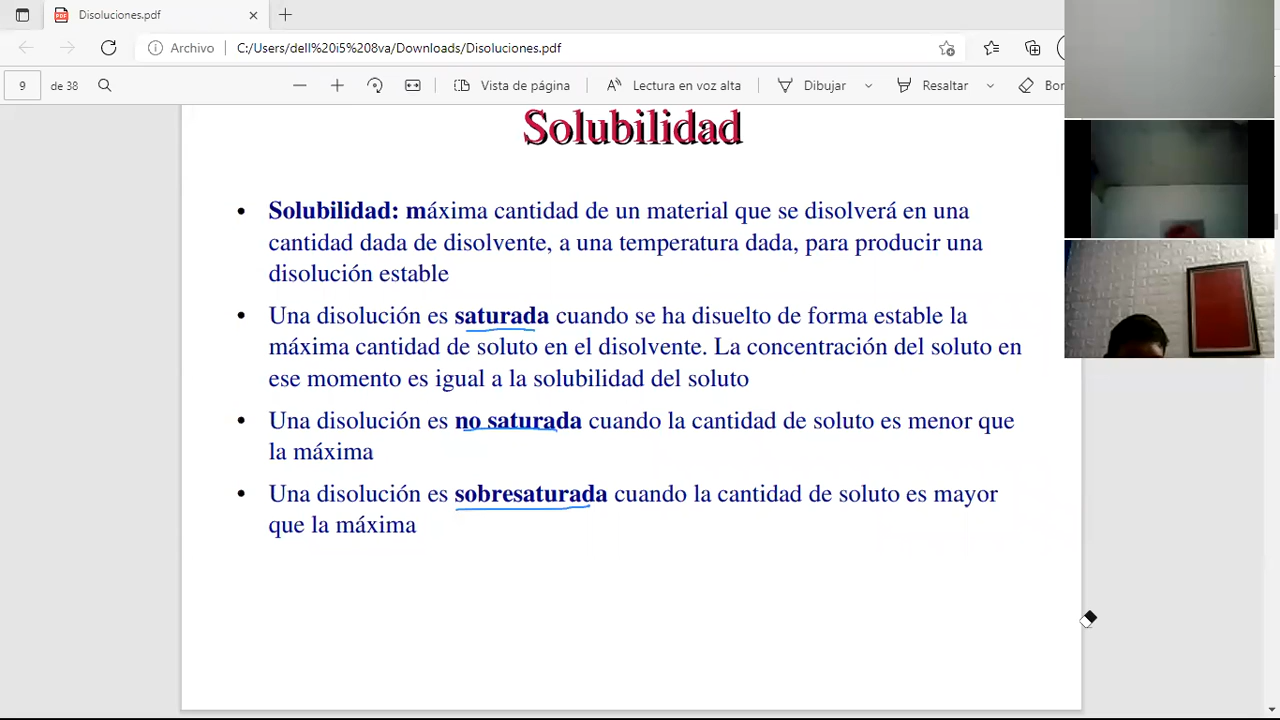 Disoluciones.pdf
Archivo
C:/Users/dell%20i5%208va/Downloads/Disoluciones.pdf
9
de 38
Vista de página
Lectura en voz alta
Dibujar
Resaltar
Bor
Solubilidad
• Solubilidad: máxima cantidad de un material que se disolverá en una
cantidad dada de disolvente, a una temperatura dada, para producir una
disolución estable
• Una disolución es saturada cuando se ha disuelto de forma estable la
máxima cantidad de soluto en el disolvente. La concentración del soluto en
ese momento es igual a la solubilidad del soluto
• Una disolución es no saturada cuando la cantidad de soluto es menor que
la máxima
• Una disolución es sobresaturada cuando la cantidad de soluto es mayor
que la máxima